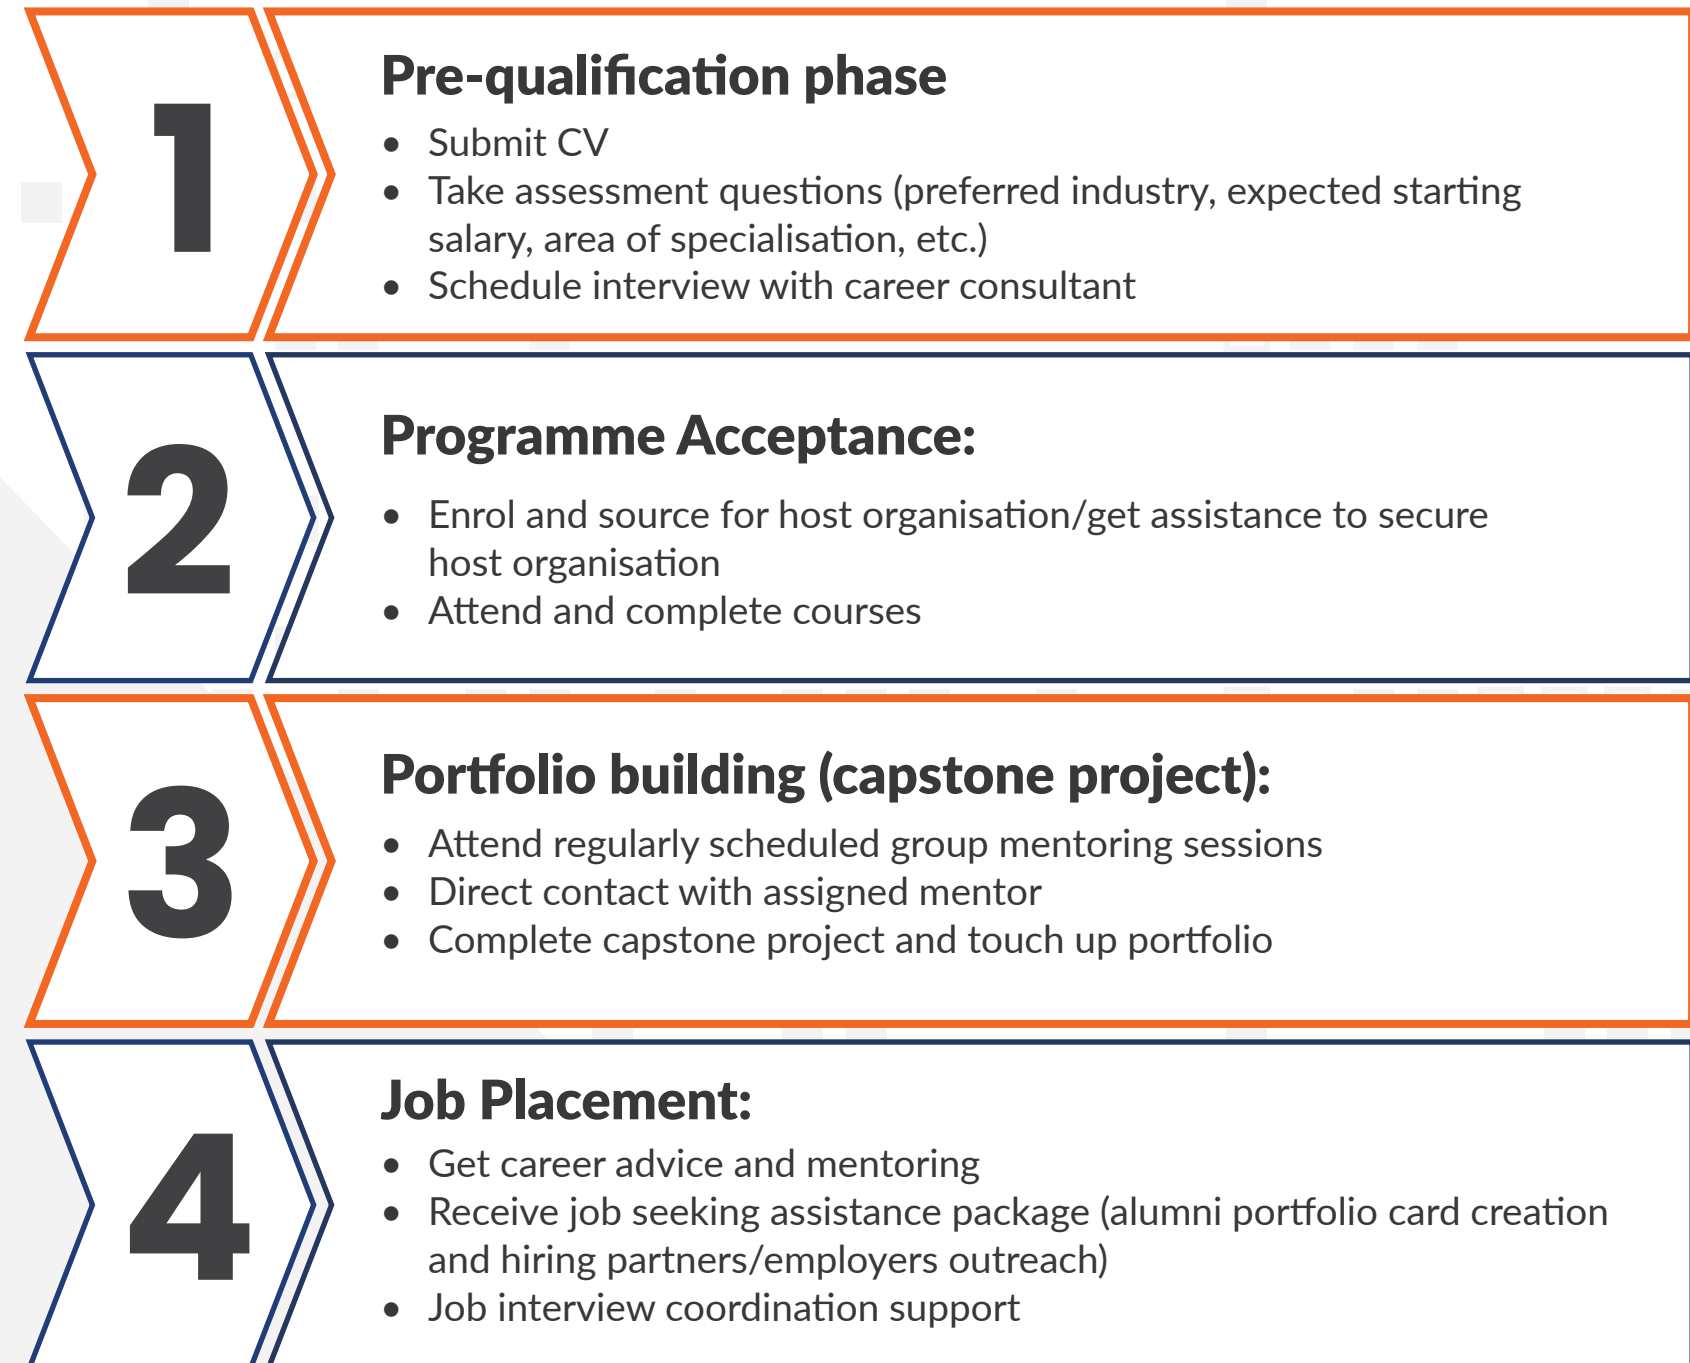 1
Pre-qualification phase
• Submit CV
• Take assessment questions (preferred industry, expected starting
salary, area of specialisation, etc.)
• Schedule interview with career consultant
2
Programme Acceptance:
• Enrol and source for host organisation/get assistance to secure
host organisation
• Attend and complete courses
3
Portfolio building (capstone project):
• Attend regularly scheduled group mentoring sessions
• Direct contact with assigned mentor
• Complete capstone project and touch up portfolio
4
Job Placement:
• Get career advice and mentoring
• Receive job seeking assistance package (alumni portfolio card creation
and hiring partners/employers outreach)
• Job interview coordination support